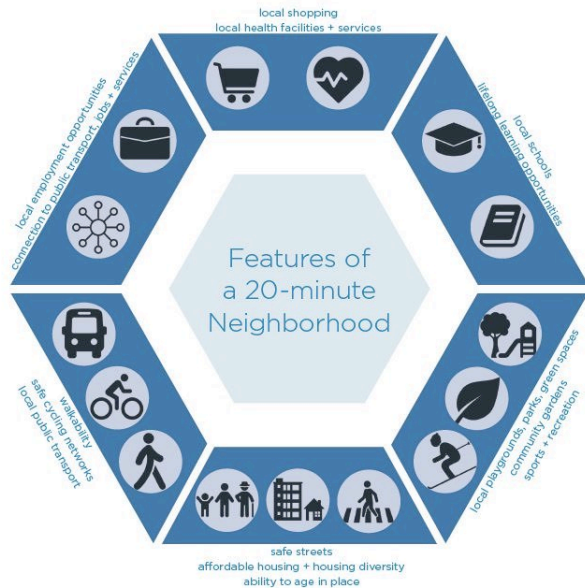 local shopping
local health facilities + services
local schools
lifelong learning opportunities
local playgrounds, parks, green spaces
community gardens
sports + recreation
safe streets
affordable housing + housing diversity
ability to age in place
walkability
safe cycling networks
local public transport
local employment opportunities
connection to public transport, jobs + services
Features of
a 20-minute
Neighborhood